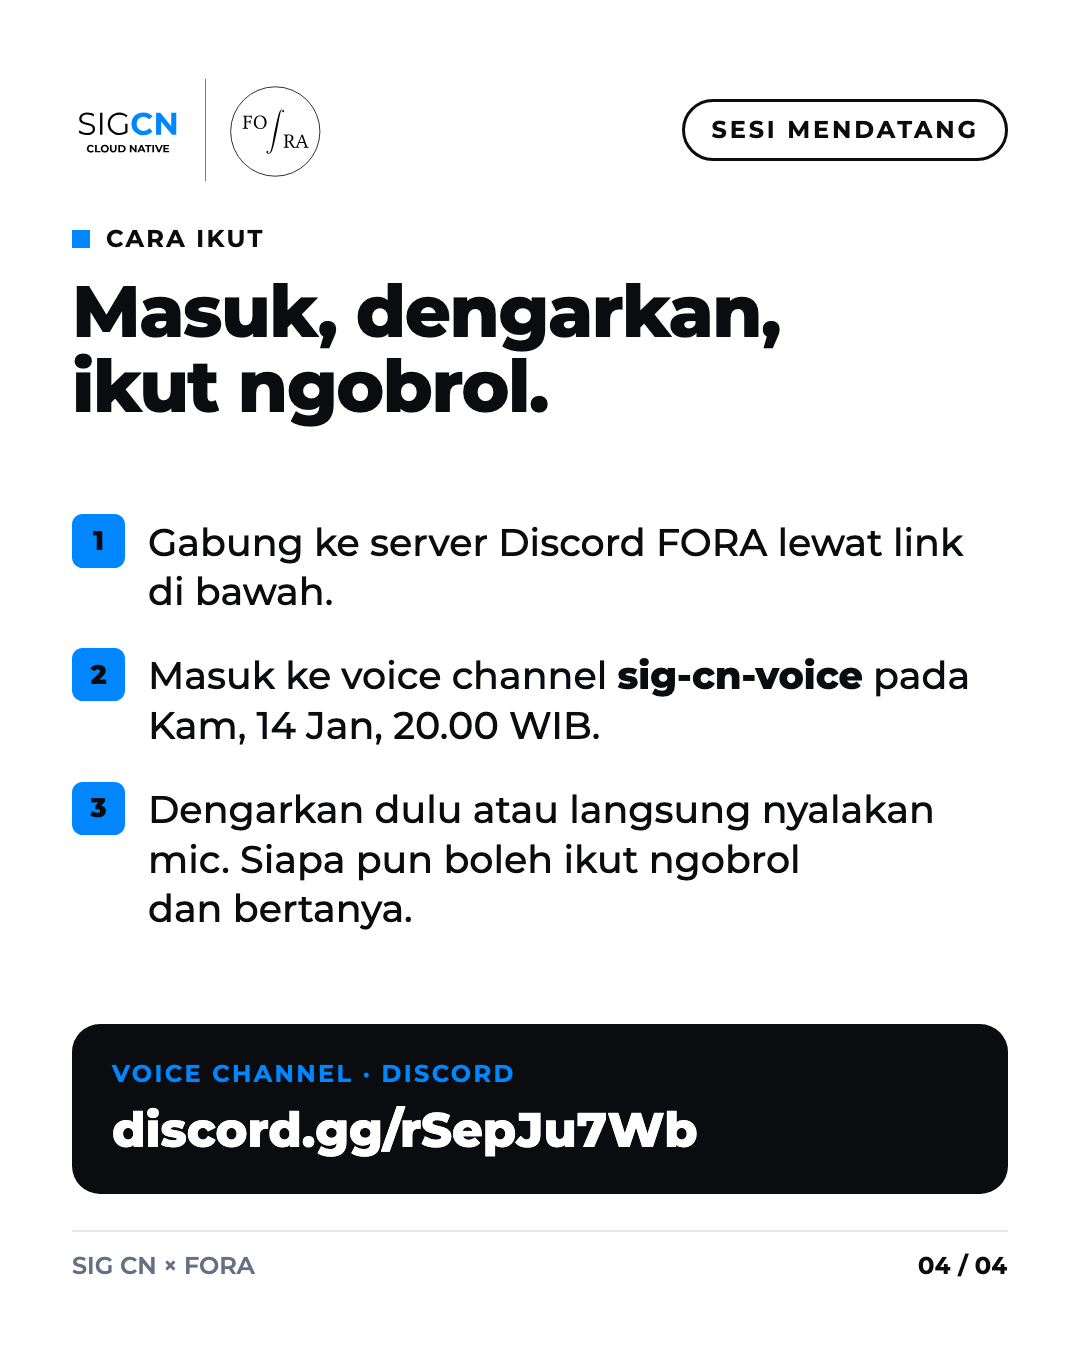 SIGCN
CLOUD NATIVE
FO∫RA
SESI MENDATANG
CARA IKUT
Masuk, dengarkan,
ikut ngobrol.
1
Gabung ke server Discord FORA lewat link
di bawah.
2
Masuk ke voice channel sig-cn-voice pada
Kam, 14 Jan, 20.00 WIB.
3
Dengarkan dulu atau langsung nyalakan
mic. Siapa pun boleh ikut ngobrol
dan bertanya.
VOICE CHANNEL · DISCORD
discord.gg/rSepJu7Wb
SIG CN × FORA
04 / 04